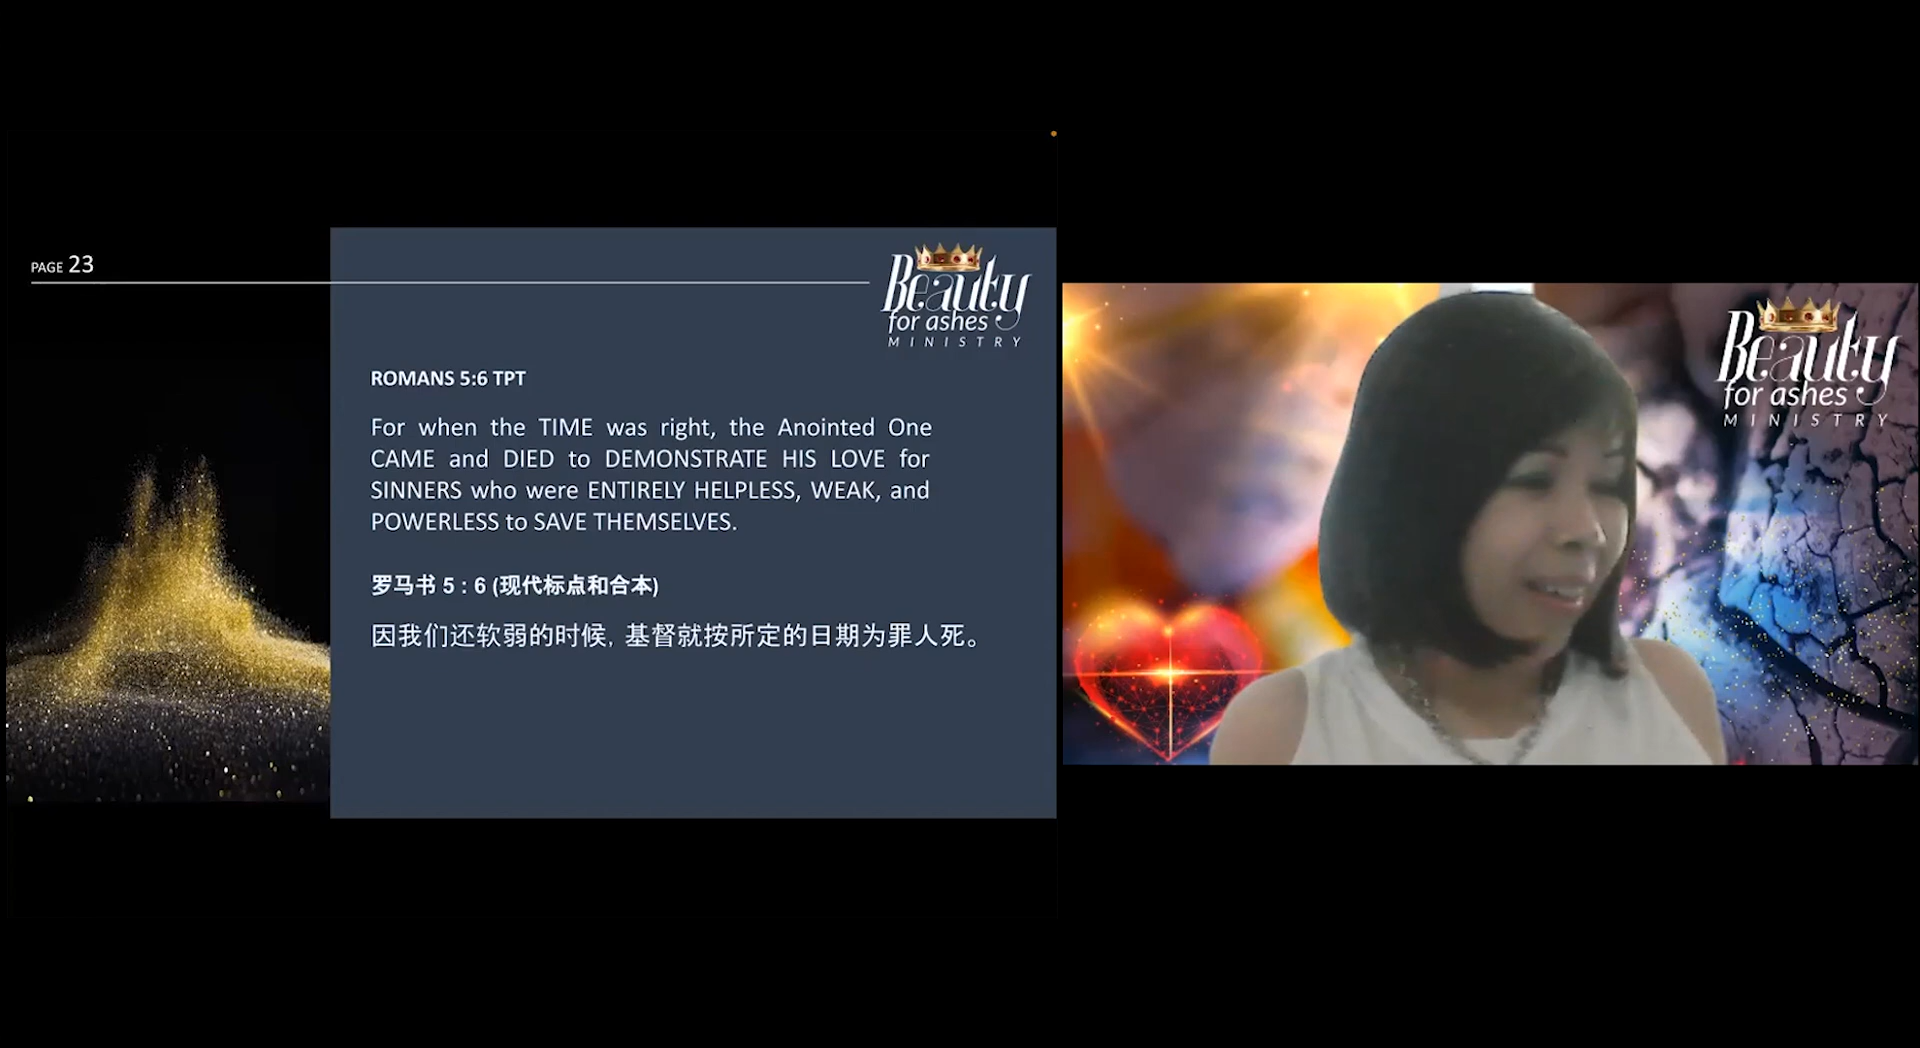 PAGE 23
Beauty
for ashes
MINISTRY
ROMANS 5:6 TPT
For when the TIME was right, the Anointed One
CAME and DIED to DEMONSTRATE HIS LOVE for
SINNERS who were ENTIRELY HELPLESS, WEAK, and
POWERLESS to SAVE THEMSELVES.
罗马书 5 : 6 (现代标点和合本)
因我们还软弱的时候, 基督就按所定的日期为罪人死。
Beauty
for ashes
MINISTRY